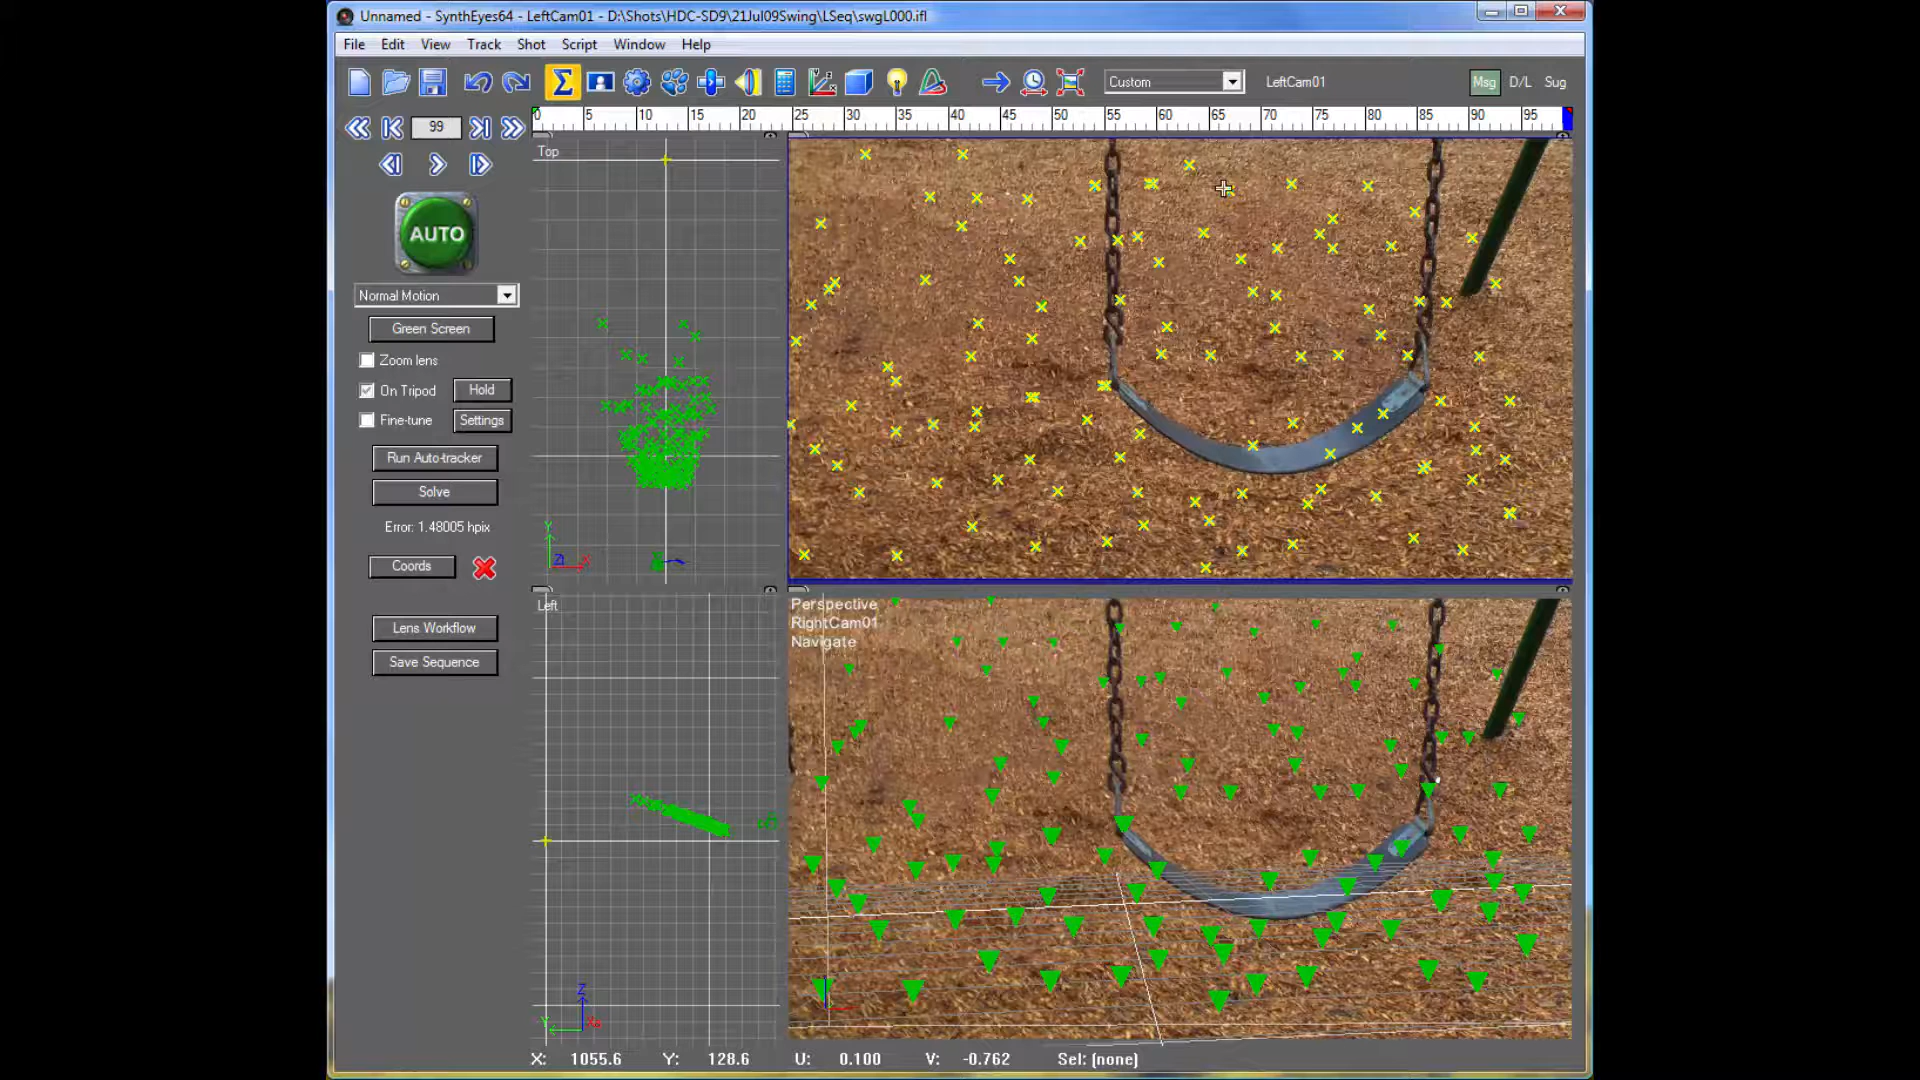 Unnamed - SynthEyes64 - LeftCam01 - D:\Shots\HDC-SD9\21Jul09Swing\LSeq\swgL000.ifl
File Edit View Track Shot Script Window Help
Custom LeftCam01 Msg D/L Sug
0 5 10 15 20 25 30 35 40 45 50 55 60 65 70 75 80 85 90 95
99
AUTO
Normal Motion
Green Screen
Zoom lens
On Tripod Hold
Fine-tune Settings
Run Auto-tracker
Solve
Error: 1.48005 hpix
Coords
Lens Workflow
Save Sequence
Top
Y
Left
Z
Y
Perspective
RightCam01
Navigate
X: 1055.6 Y: 128.6 U: 0.100 V: -0.762 Sel: (none)